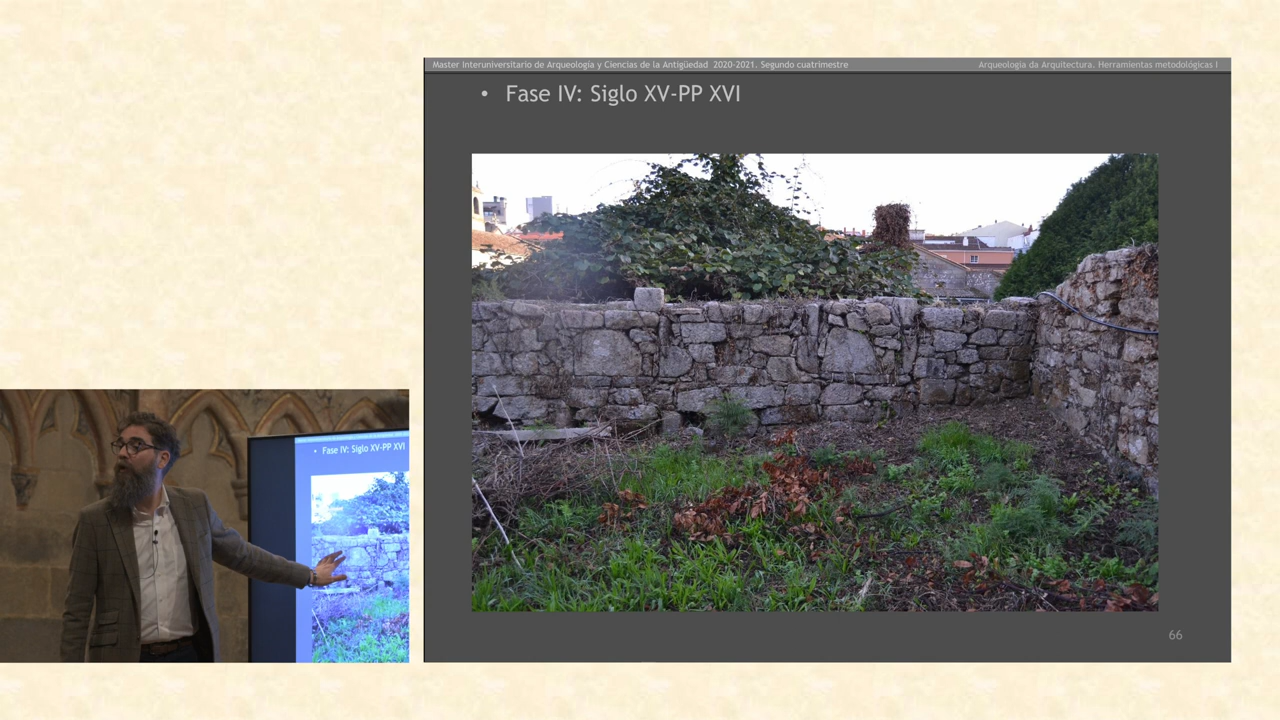 Master Interuniversitario de Arqueología y Ciencias de la Antigüedad 2020-2021. Segundo cuatrimestre
Arqueología da Arquitectura. Herramientas metodológicas I
• Fase IV: Siglo XV-PP XVI
66
• Fase IV: Siglo XV-PP XVI